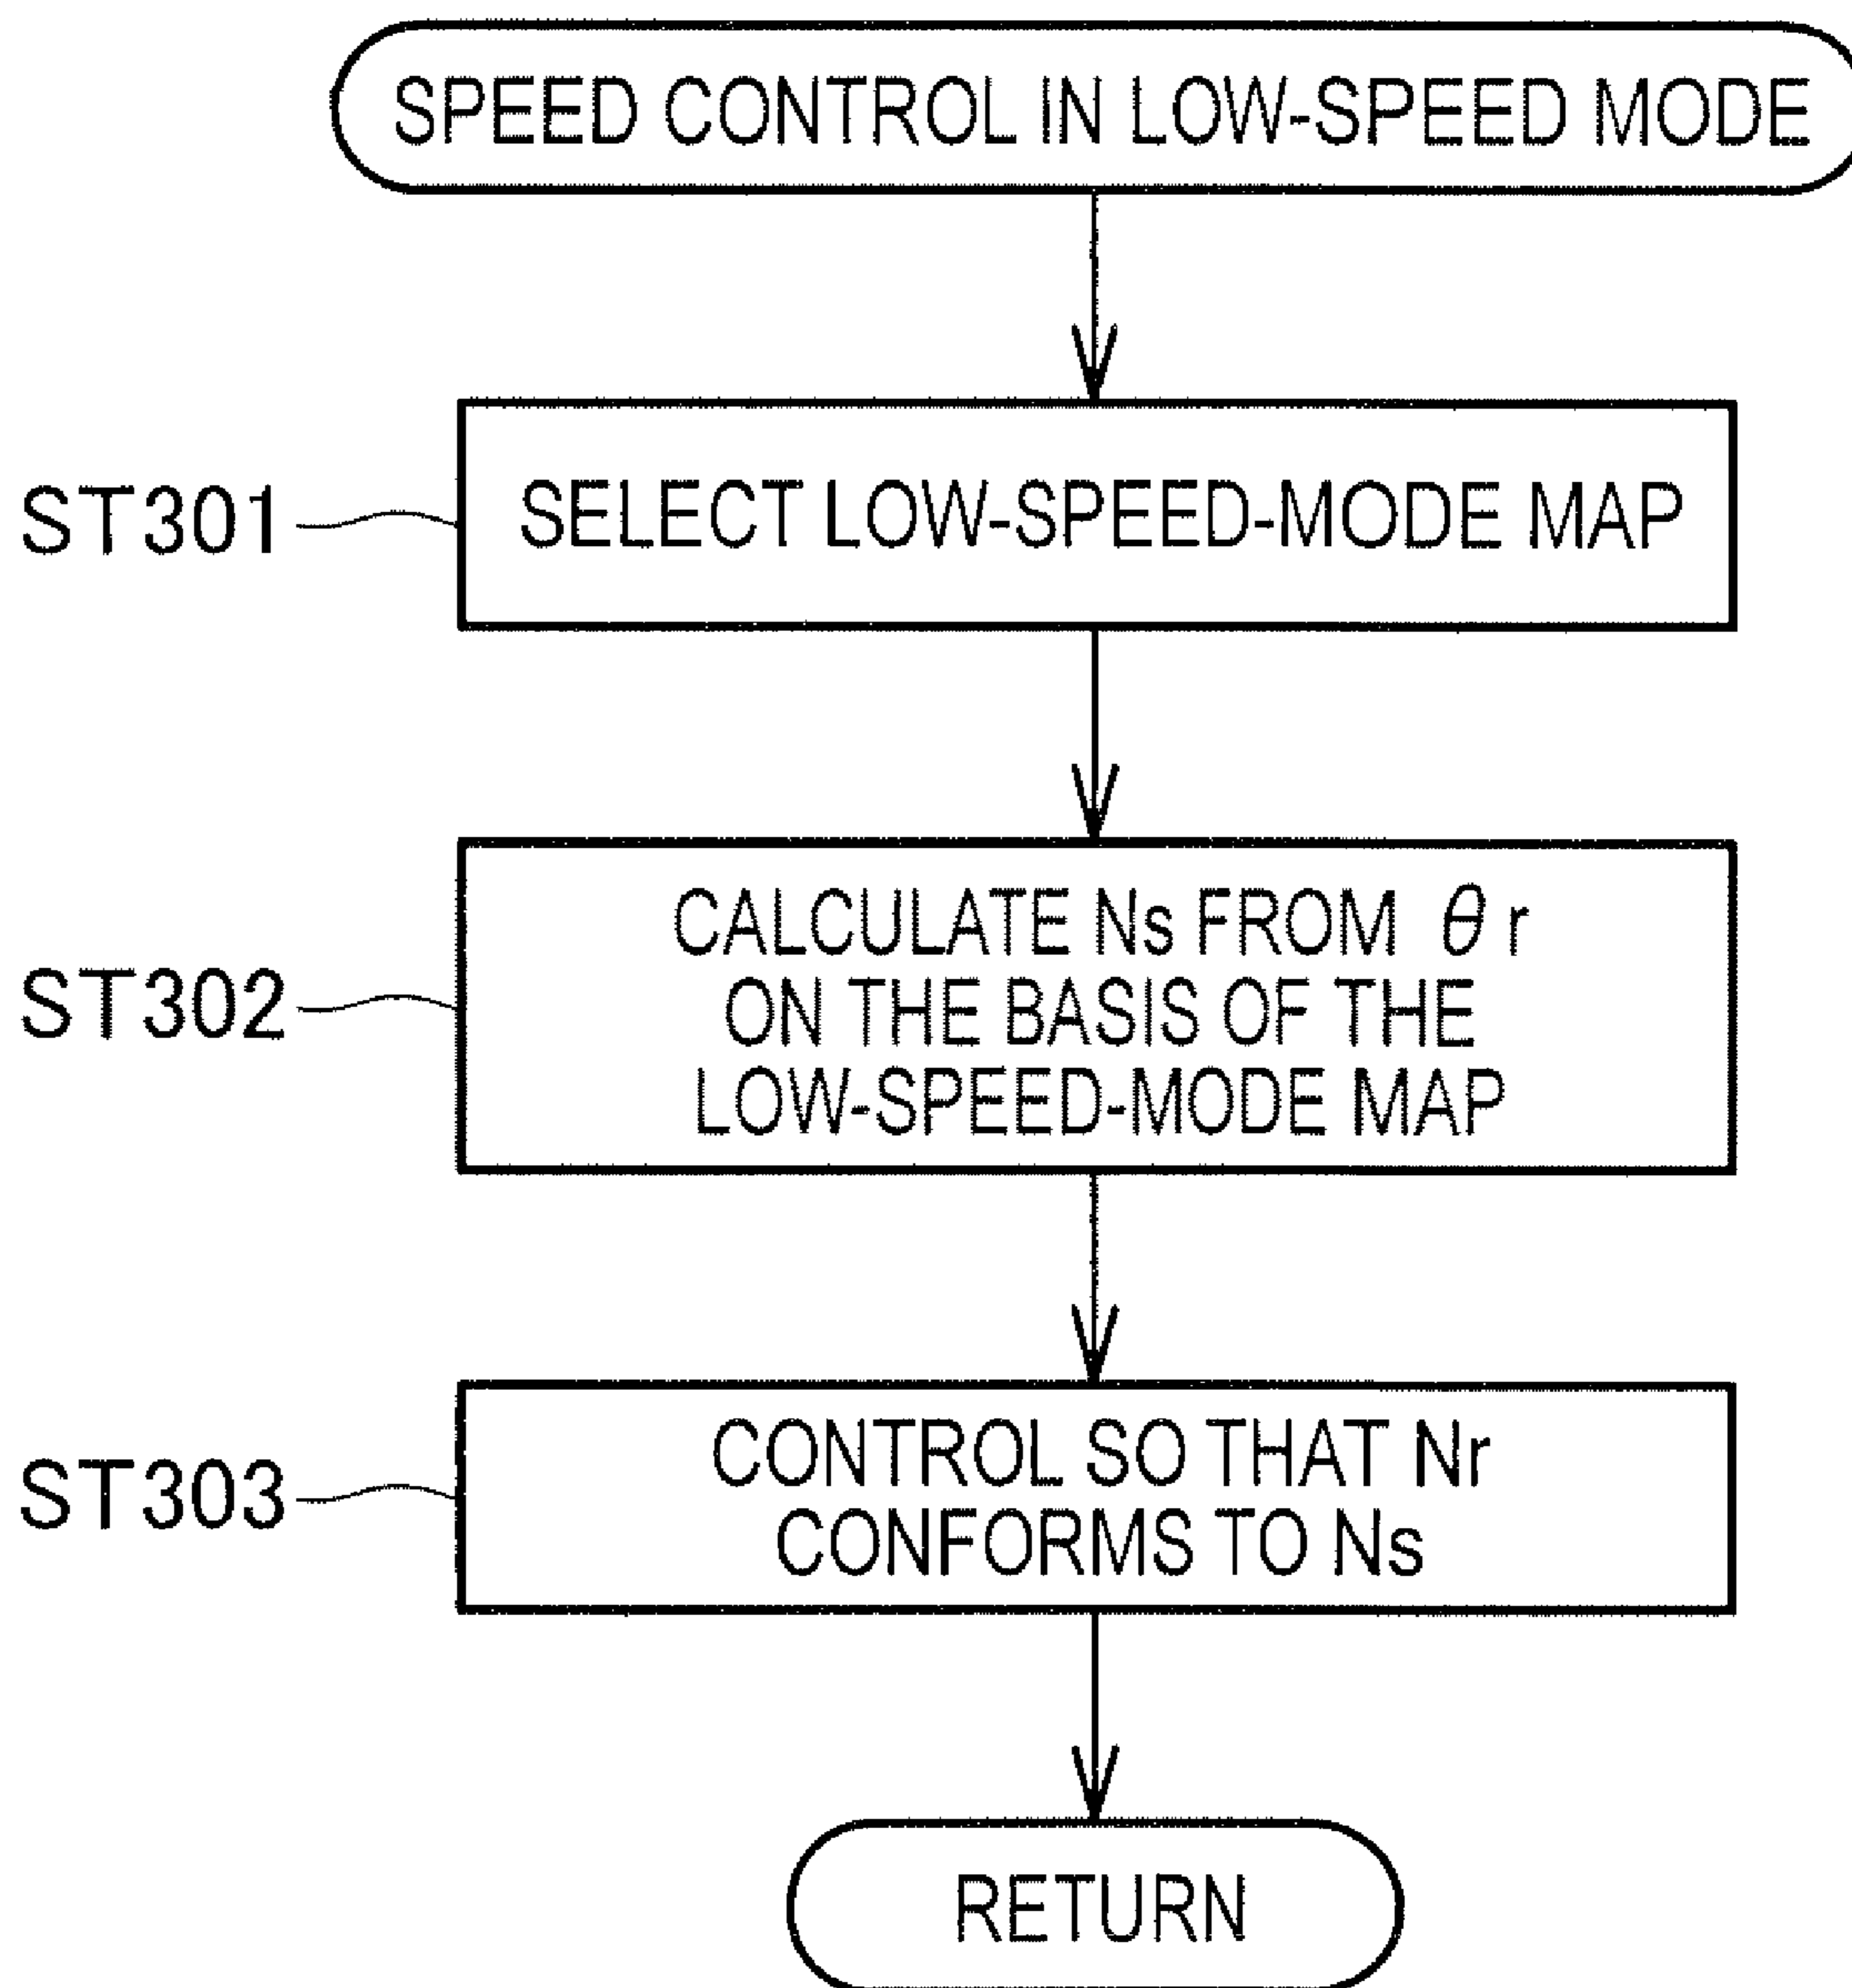 SPEED CONTROL IN LOW-SPEED MODE
ST301
SELECT LOW-SPEED-MODE MAP
ST302
CALCULATE Ns FROM θr
ON THE BASIS OF THE
LOW-SPEED-MODE MAP
ST303
CONTROL SO THAT Nr
CONFORMS TO Ns
RETURN